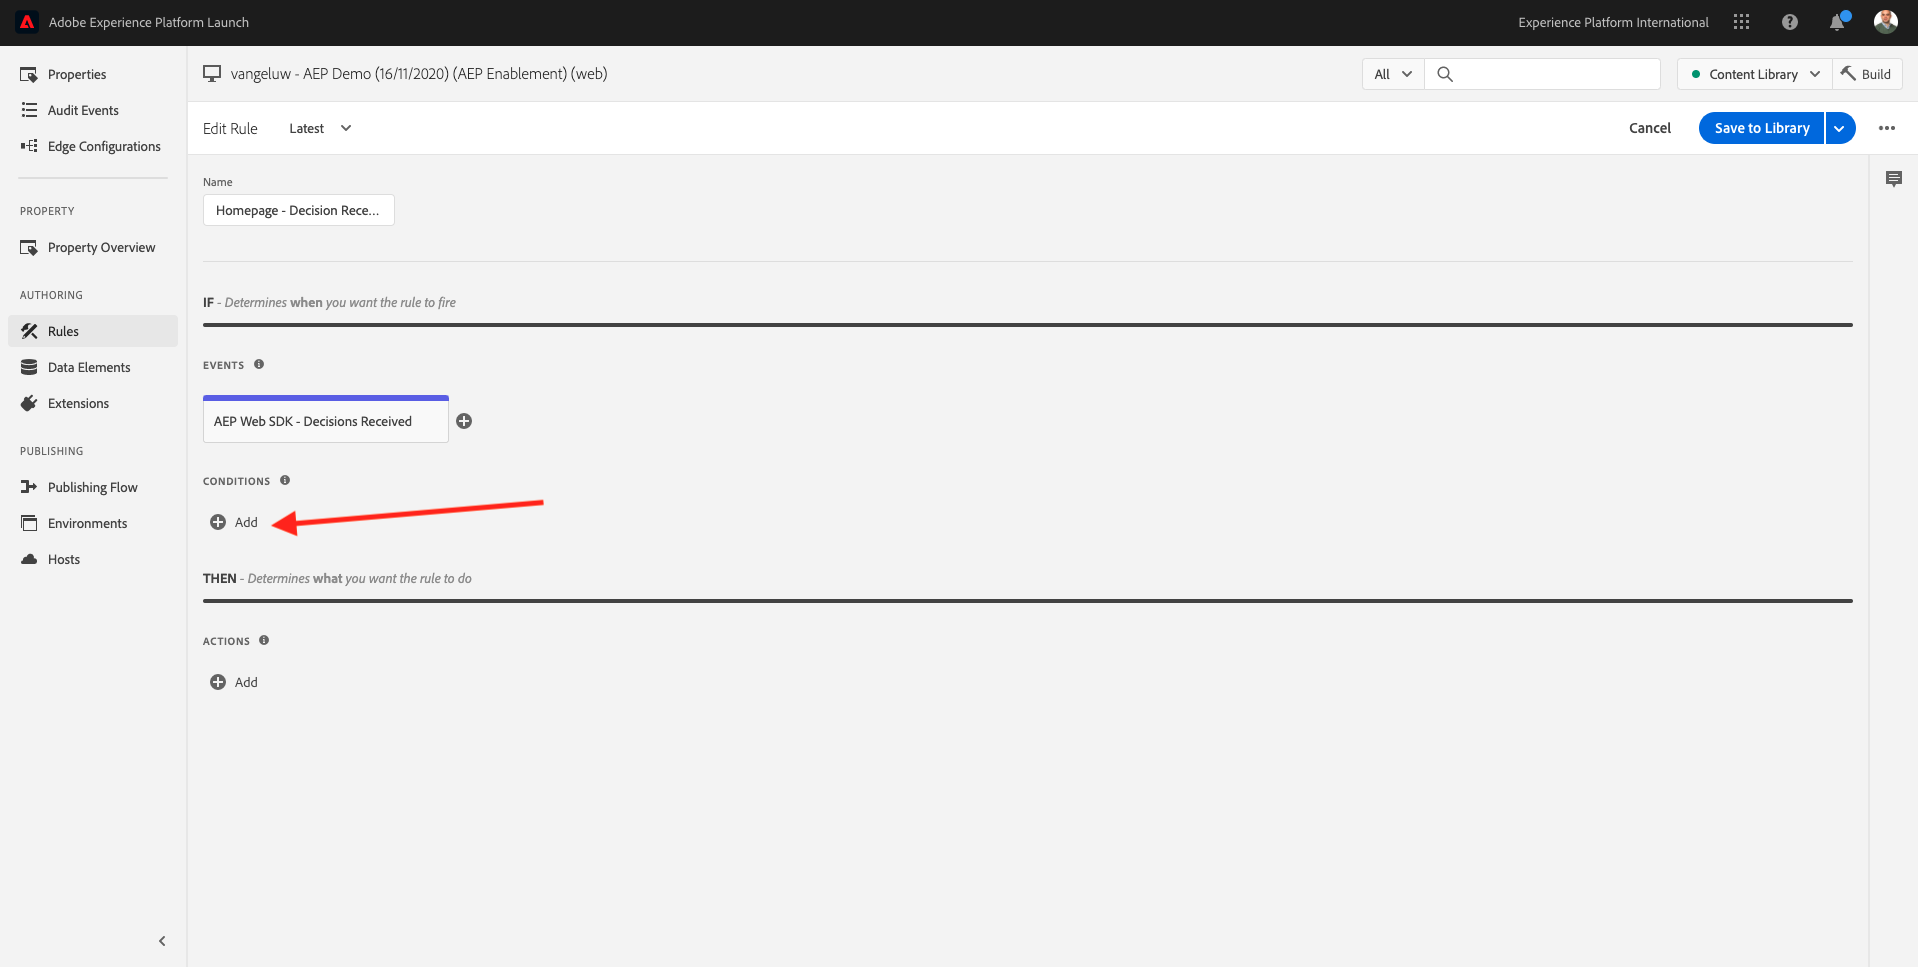 Adobe Experience Platform Launch
Experience Platform International
Properties
Audit Events
Edge Configurations
PROPERTY
Property Overview
AUTHORING
Rules
Data Elements
Extensions
PUBLISHING
Publishing Flow
Environments
Hosts
vangeluw - AEP Demo (16/11/2020) (AEP Enablement) (web)
All
Content Library
Build
Edit Rule
Latest
Cancel
Save to Library
Name
Homepage - Decision Rece...
IF - Determines when you want the rule to fire
EVENTS
AEP Web SDK - Decisions Received
CONDITIONS
Add
THEN - Determines what you want the rule to do
ACTIONS
Add